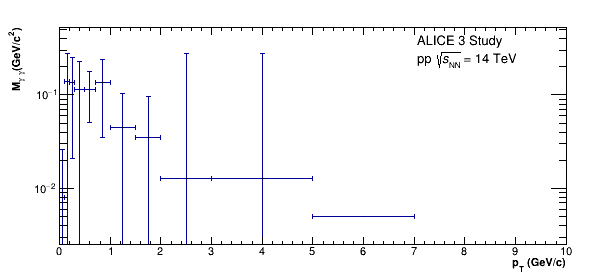 ALICE 3 Study
pp √s_NN = 14 TeV
M_γγ(GeV/c²)
10⁻¹
10⁻²
0 1 2 3 4 5 6 7 8 9 10
p_T (GeV/c)